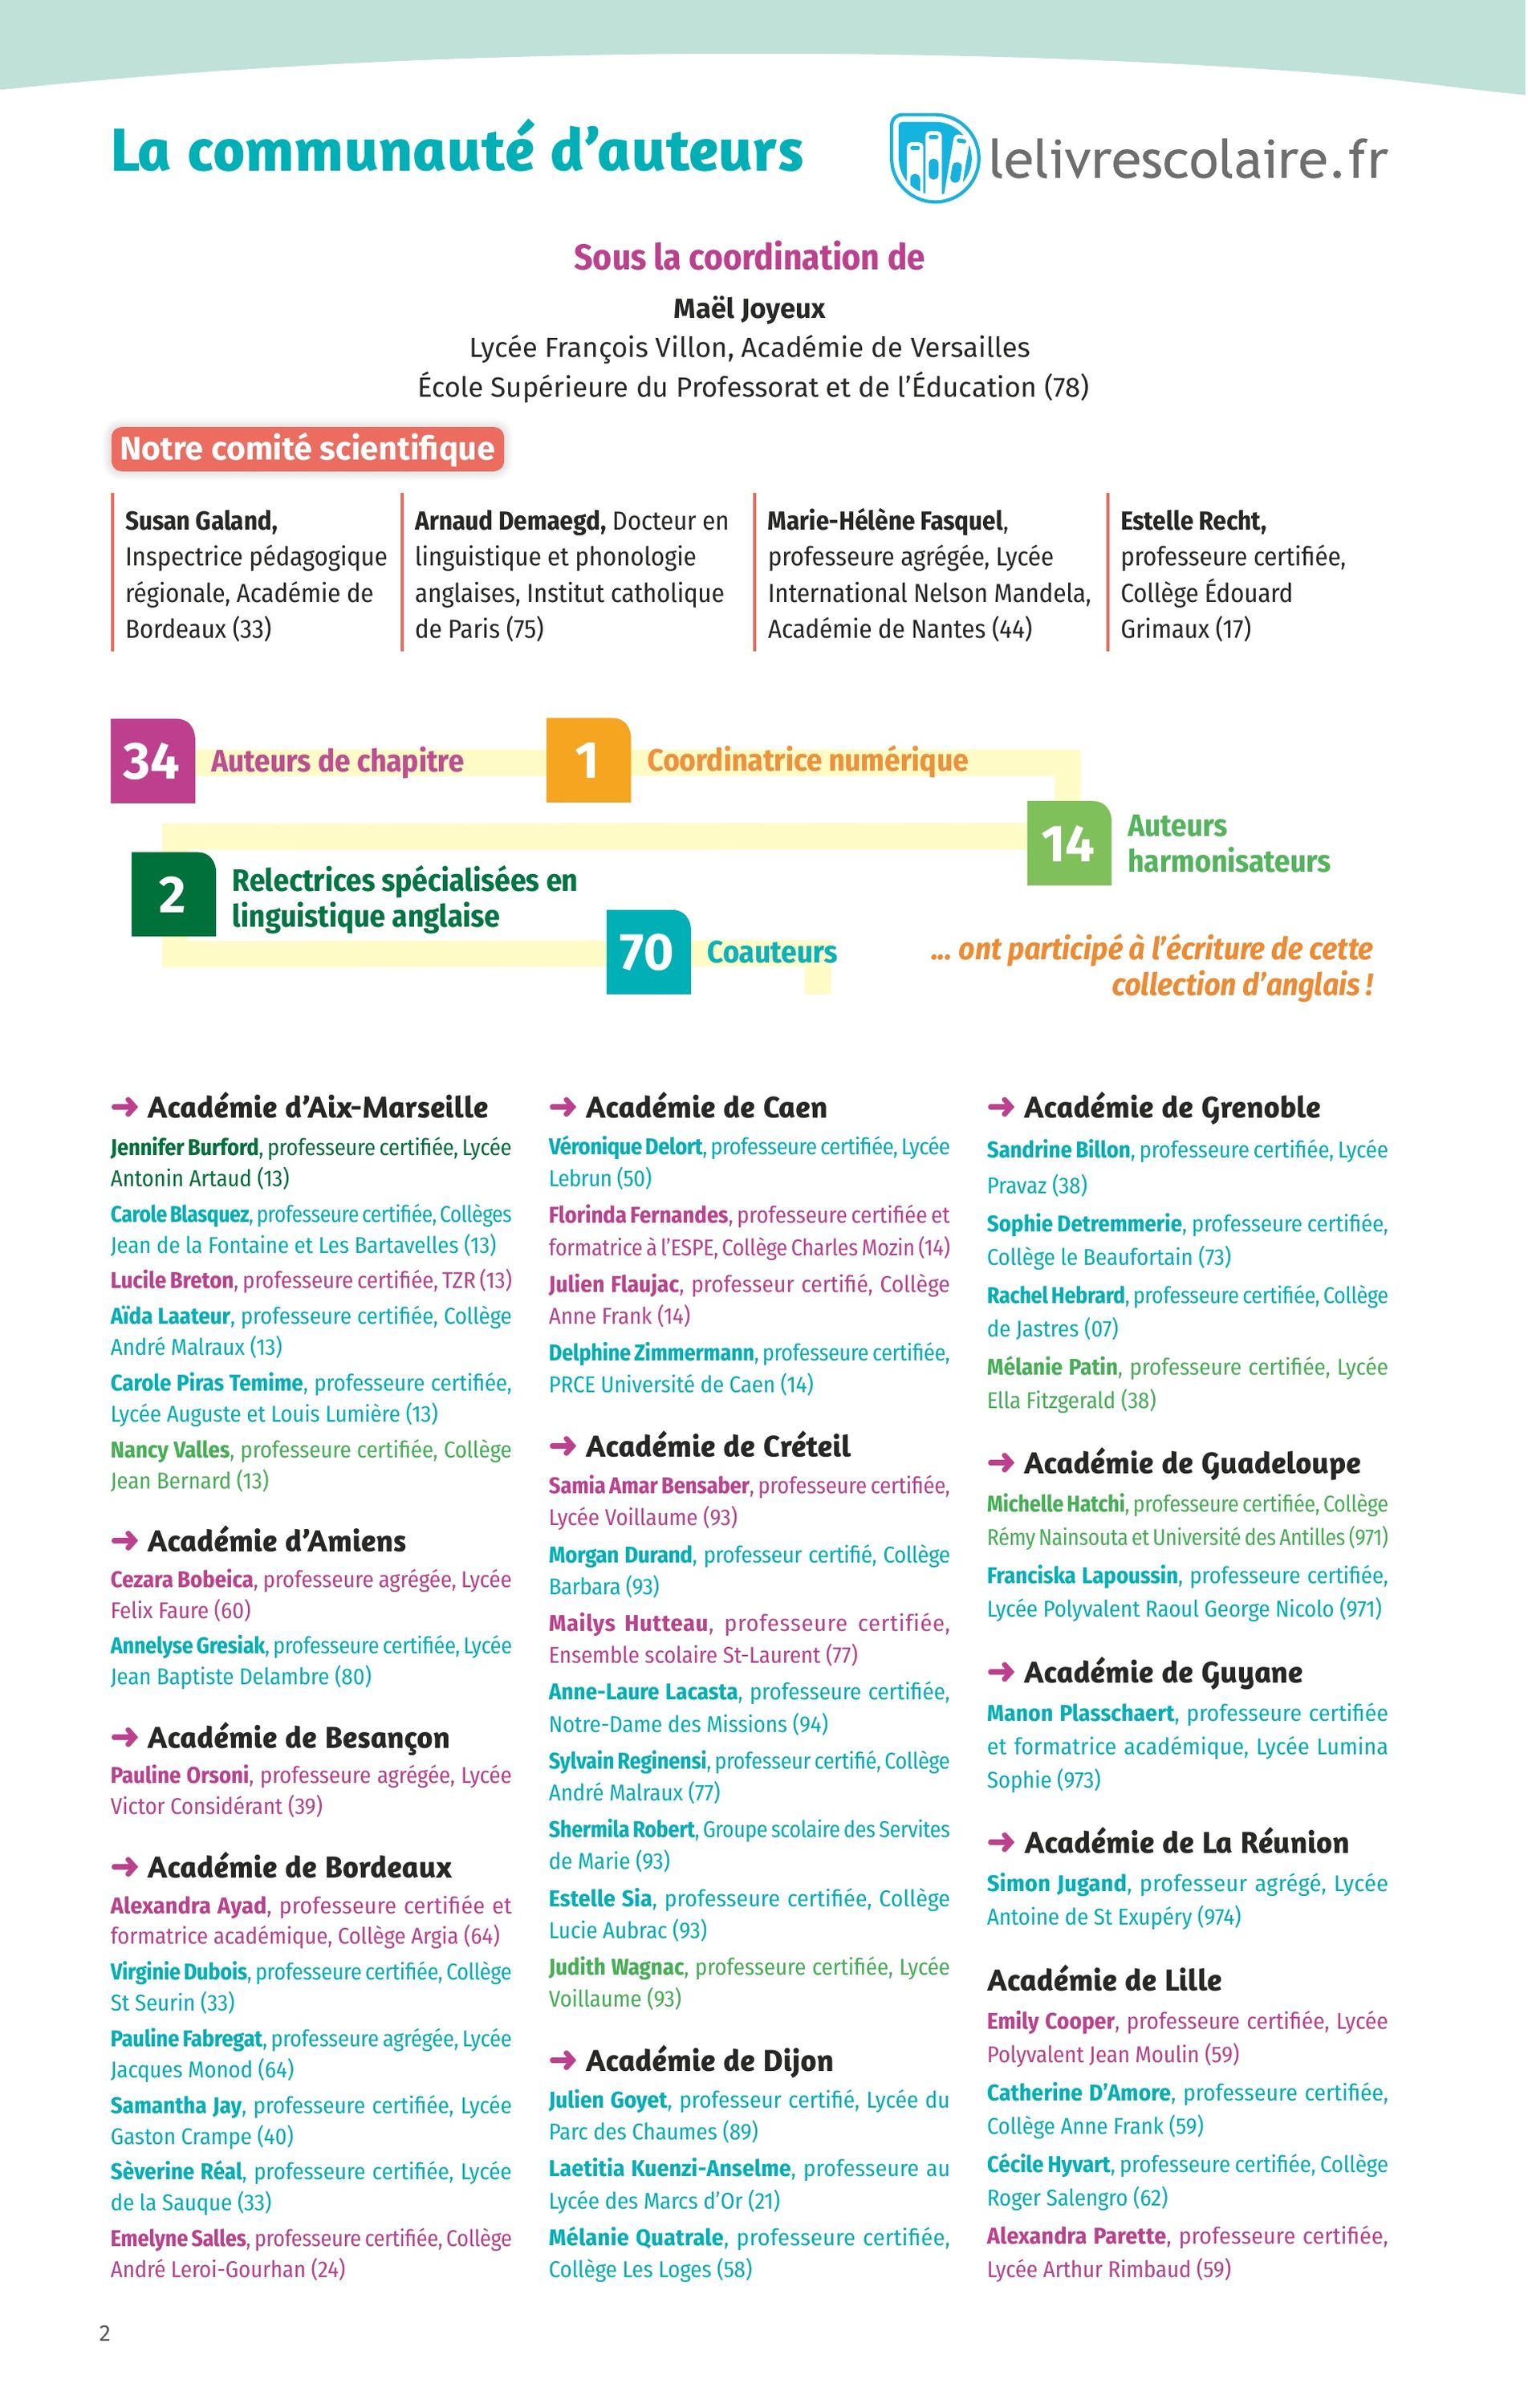 La communauté d'auteurs
lelivrescolaire.fr
Sous la coordination de
Maël Joyeux
Lycée François Villon, Académie de Versailles
École Supérieure du Professorat et de l'Éducation (78)
Notre comité scientifique
Susan Galand,
Inspectrice pédagogique
régionale, Académie de
Bordeaux (33)
Arnaud Demaegd, Docteur en
linguistique et phonologie
anglaises, Institut catholique
de Paris (75)
Marie-Hélène Fasquel,
professeure agrégée, Lycée
International Nelson Mandela,
Académie de Nantes (44)
Estelle Recht,
professeure certifiée,
Collège Édouard
Grimaux (17)
34 Auteurs de chapitre
1 Coordinatrice numérique
14 Auteurs
harmonisateurs
2 Relectrices spécialisées en
linguistique anglaise
70 Coauteurs
... ont participé à l'écriture de cette
collection d'anglais !
➜ Académie d'Aix-Marseille
Jennifer Burford, professeure certifiée, Lycée
Antonin Artaud (13)
Carole Blasquez, professeure certifiée, Collèges
Jean de la Fontaine et Les Bartavelles (13)
Lucile Breton, professeure certifiée, TZR (13)
Aïda Laateur, professeure certifiée, Collège
André Malraux (13)
Carole Piras Temime, professeure certifiée,
Lycée Auguste et Louis Lumière (13)
Nancy Valles, professeure certifiée, Collège
Jean Bernard (13)
➜ Académie d'Amiens
Cezara Bobeica, professeure agrégée, Lycée
Felix Faure (60)
Annelyse Gresiak, professeure certifiée, Lycée
Jean Baptiste Delambre (80)
➜ Académie de Besançon
Pauline Orsoni, professeure agrégée, Lycée
Victor Considérant (39)
➜ Académie de Bordeaux
Alexandra Ayad, professeure certifiée et
formatrice académique, Collège Argia (64)
Virginie Dubois, professeure certifiée, Collège
St Seurin (33)
Pauline Fabregat, professeure agrégée, Lycée
Jacques Monod (64)
Samantha Jay, professeure certifiée, Lycée
Gaston Crampe (40)
Sèverine Réal, professeure certifiée, Lycée
de la Sauque (33)
Emelyne Salles, professeure certifiée, Collège
André Leroi-Gourhan (24)
➜ Académie de Caen
Véronique Delort, professeure certifiée, Lycée
Lebrun (50)
Florinda Fernandes, professeure certifiée et
formatrice à l'ESPE, Collège Charles Mozin (14)
Julien Flaujac, professeur certifié, Collège
Anne Frank (14)
Delphine Zimmermann, professeure certifiée,
PRCE Université de Caen (14)
➜ Académie de Créteil
Samia Amar Bensaber, professeure certifiée,
Lycée Voillaume (93)
Morgan Durand, professeur certifié, Collège
Barbara (93)
Mailys Hutteau, professeure certifiée,
Ensemble scolaire St-Laurent (77)
Anne-Laure Lacasta, professeure certifiée,
Notre-Dame des Missions (94)
Sylvain Reginensi, professeur certifié, Collège
André Malraux (77)
Shermila Robert, Groupe scolaire des Servites
de Marie (93)
Estelle Sia, professeure certifiée, Collège
Lucie Aubrac (93)
Judith Wagnac, professeure certifiée, Lycée
Voillaume (93)
➜ Académie de Dijon
Julien Goyet, professeur certifié, Lycée du
Parc des Chaumes (89)
Laetitia Kuenzi-Anselme, professeure au
Lycée des Marcs d'Or (21)
Mélanie Quatrale, professeure certifiée,
Collège Les Loges (58)
➜ Académie de Grenoble
Sandrine Billon, professeure certifiée, Lycée
Pravaz (38)
Sophie Detremmerie, professeure certifiée,
Collège le Beaufortain (73)
Rachel Hebrard, professeure certifiée, Collège
de Jastres (07)
Mélanie Patin, professeure certifiée, Lycée
Ella Fitzgerald (38)
➜ Académie de Guadeloupe
Michelle Hatchi, professeure certifiée, Collège
Rémy Nainsouta et Université des Antilles (971)
Franciska Lapoussin, professeure certifiée,
Lycée Polyvalent Raoul George Nicolo (971)
➜ Académie de Guyane
Manon Plasschaert, professeure certifiée
et formatrice académique, Lycée Lumina
Sophie (973)
➜ Académie de La Réunion
Simon Jugand, professeur agrégé, Lycée
Antoine de St Exupéry (974)
Académie de Lille
Emily Cooper, professeure certifiée, Lycée
Polyvalent Jean Moulin (59)
Catherine D'Amore, professeure certifiée,
Collège Anne Frank (59)
Cécile Hyvart, professeure certifiée, Collège
Roger Salengro (62)
Alexandra Parette, professeure certifiée,
Lycée Arthur Rimbaud (59)
2